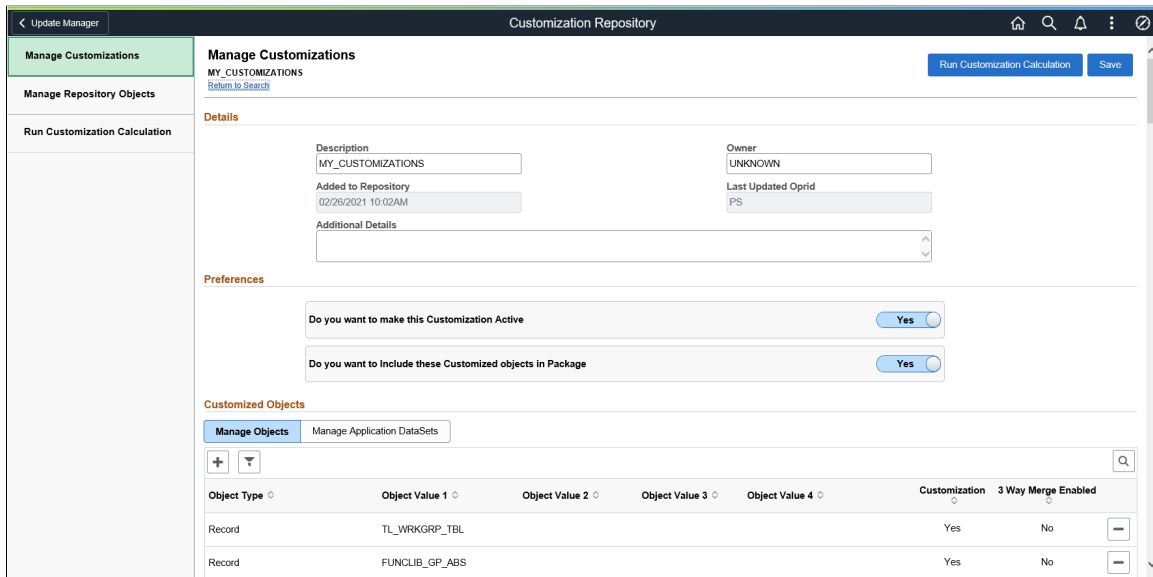 Update Manager
Customization Repository
Manage Customizations
Manage Repository Objects
Run Customization Calculation
Manage Customizations
MY_CUSTOMIZATIONS
Return to Search
Run Customization Calculation
Save
Details
Description
Owner
MY_CUSTOMIZATIONS
UNKNOWN
Added to Repository
Last Updated Oprid
02/26/2021 10:02AM
PS
Additional Details
Preferences
Do you want to make this Customization Active
Yes
Do you want to Include these Customized objects in Package
Yes
Customized Objects
Manage Objects
Manage Application DataSets
Object Type
Object Value 1
Object Value 2
Object Value 3
Object Value 4
Customization
3 Way Merge Enabled
Record
TL_WRKGRP_TBL
Yes
No
Record
FUNCLIB_GP_ABS
Yes
No